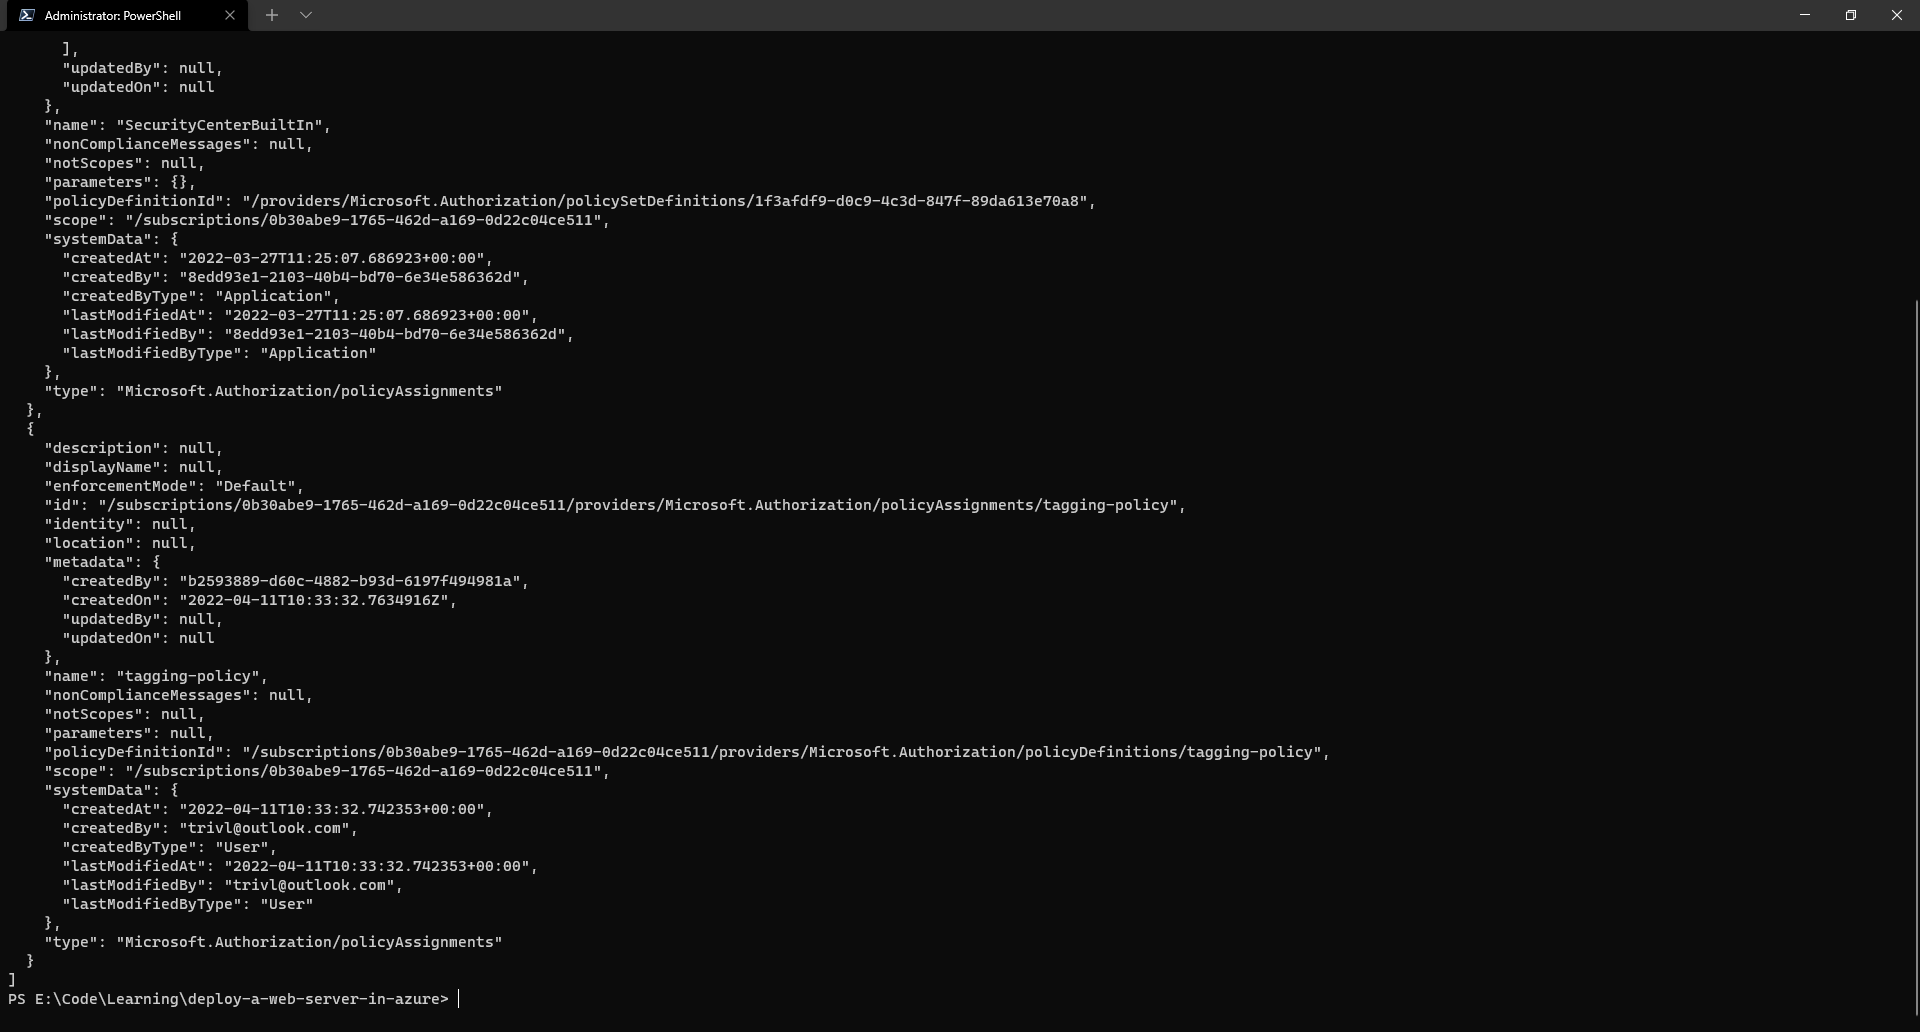 Administrator: PowerShell
      ],
      "updatedBy": null,
      "updatedOn": null
    },
    "name": "SecurityCenterBuiltIn",
    "nonComplianceMessages": null,
    "notScopes": null,
    "parameters": {},
    "policyDefinitionId": "/providers/Microsoft.Authorization/policySetDefinitions/1f3afdf9-d0c9-4c3d-847f-89da613e70a8",
    "scope": "/subscriptions/0b30abe9-1765-462d-a169-0d22c04ce511",
    "systemData": {
      "createdAt": "2022-03-27T11:25:07.686923+00:00",
      "createdBy": "8edd93e1-2103-40b4-bd70-6e34e586362d",
      "createdByType": "Application",
      "lastModifiedAt": "2022-03-27T11:25:07.686923+00:00",
      "lastModifiedBy": "8edd93e1-2103-40b4-bd70-6e34e586362d",
      "lastModifiedByType": "Application"
    },
    "type": "Microsoft.Authorization/policyAssignments"
  },
  {
    "description": null,
    "displayName": null,
    "enforcementMode": "Default",
    "id": "/subscriptions/0b30abe9-1765-462d-a169-0d22c04ce511/providers/Microsoft.Authorization/policyAssignments/tagging-policy",
    "identity": null,
    "location": null,
    "metadata": {
      "createdBy": "b2593889-d60c-4882-b93d-6197f494981a",
      "createdOn": "2022-04-11T10:33:32.7634916Z",
      "updatedBy": null,
      "updatedOn": null
    },
    "name": "tagging-policy",
    "nonComplianceMessages": null,
    "notScopes": null,
    "parameters": null,
    "policyDefinitionId": "/subscriptions/0b30abe9-1765-462d-a169-0d22c04ce511/providers/Microsoft.Authorization/policyDefinitions/tagging-policy",
    "scope": "/subscriptions/0b30abe9-1765-462d-a169-0d22c04ce511",
    "systemData": {
      "createdAt": "2022-04-11T10:33:32.742353+00:00",
      "createdBy": "trivl@outlook.com",
      "createdByType": "User",
      "lastModifiedAt": "2022-04-11T10:33:32.742353+00:00",
      "lastModifiedBy": "trivl@outlook.com",
      "lastModifiedByType": "User"
    },
    "type": "Microsoft.Authorization/policyAssignments"
  }
]
PS E:\Code\Learning\deploy-a-web-server-in-azure>